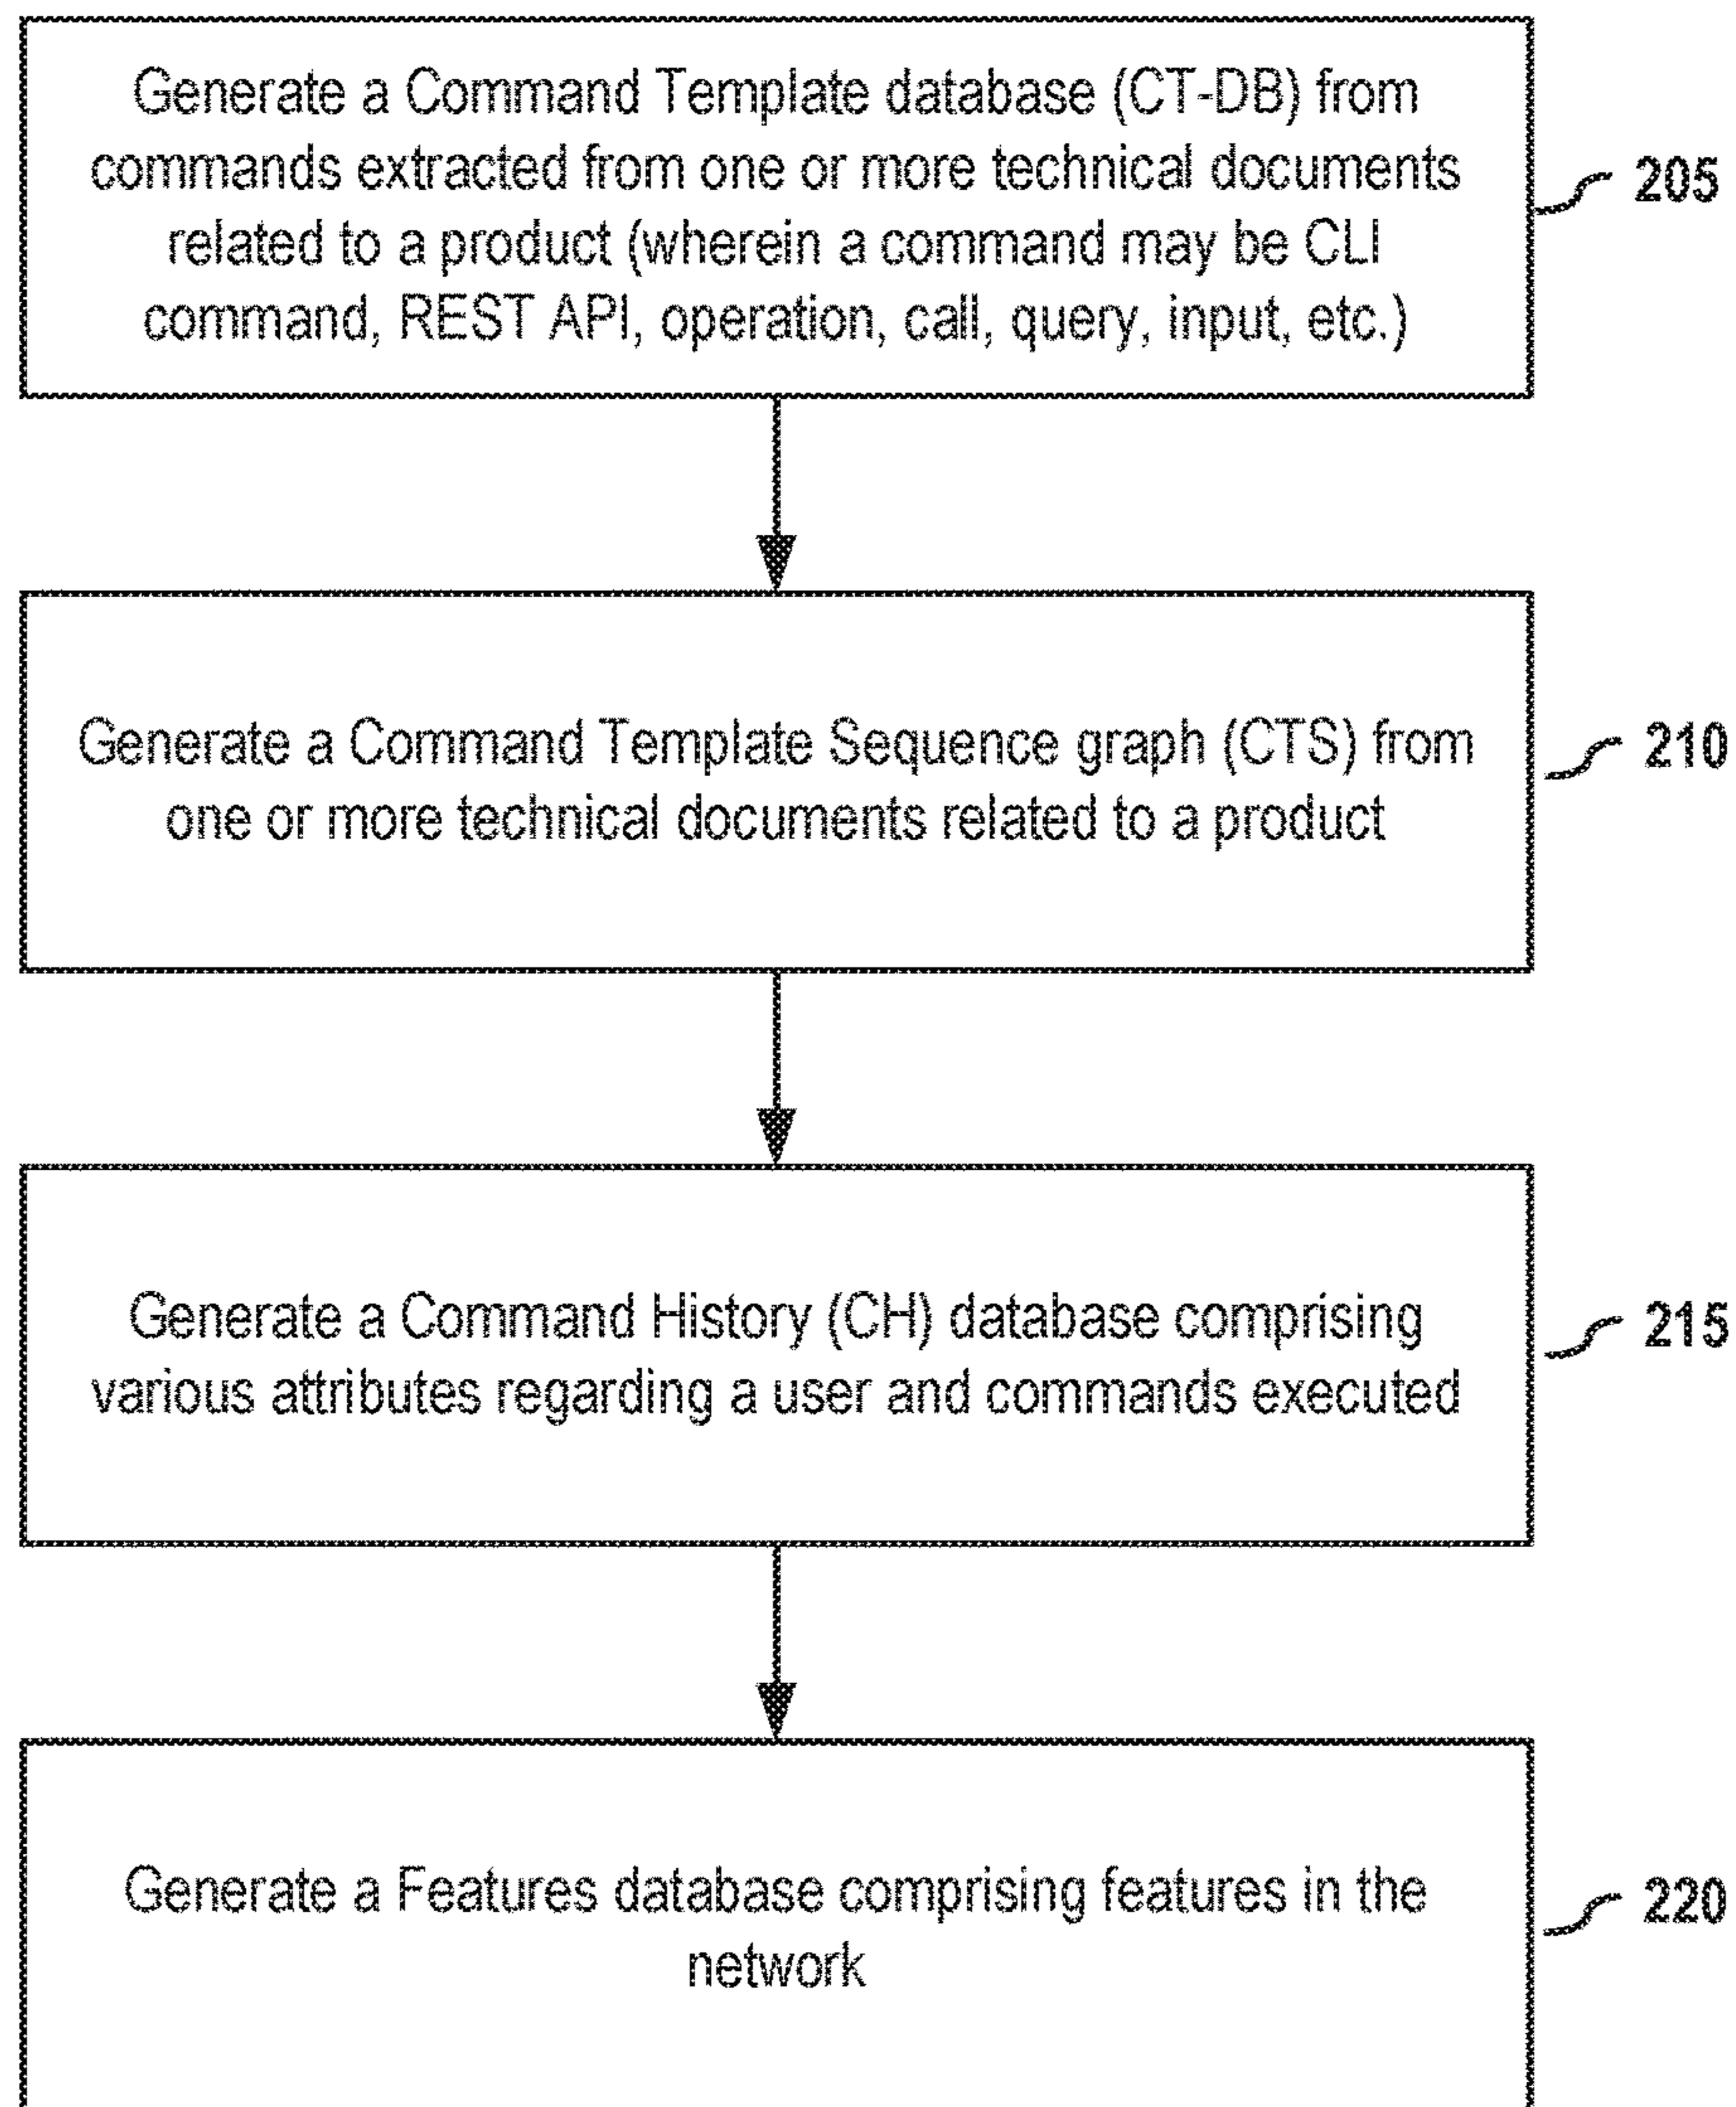 Generate a Command Template database (CT-DB) from
commands extracted from one or more technical documents
related to a product (wherein a command may be CLI
command, REST API, operation, call, query, input, etc.)
205
Generate a Command Template Sequence graph (CTS) from
one or more technical documents related to a product
210
Generate a Command History (CH) database comprising
various attributes regarding a user and commands executed
215
Generate a Features database comprising features in the
network
220